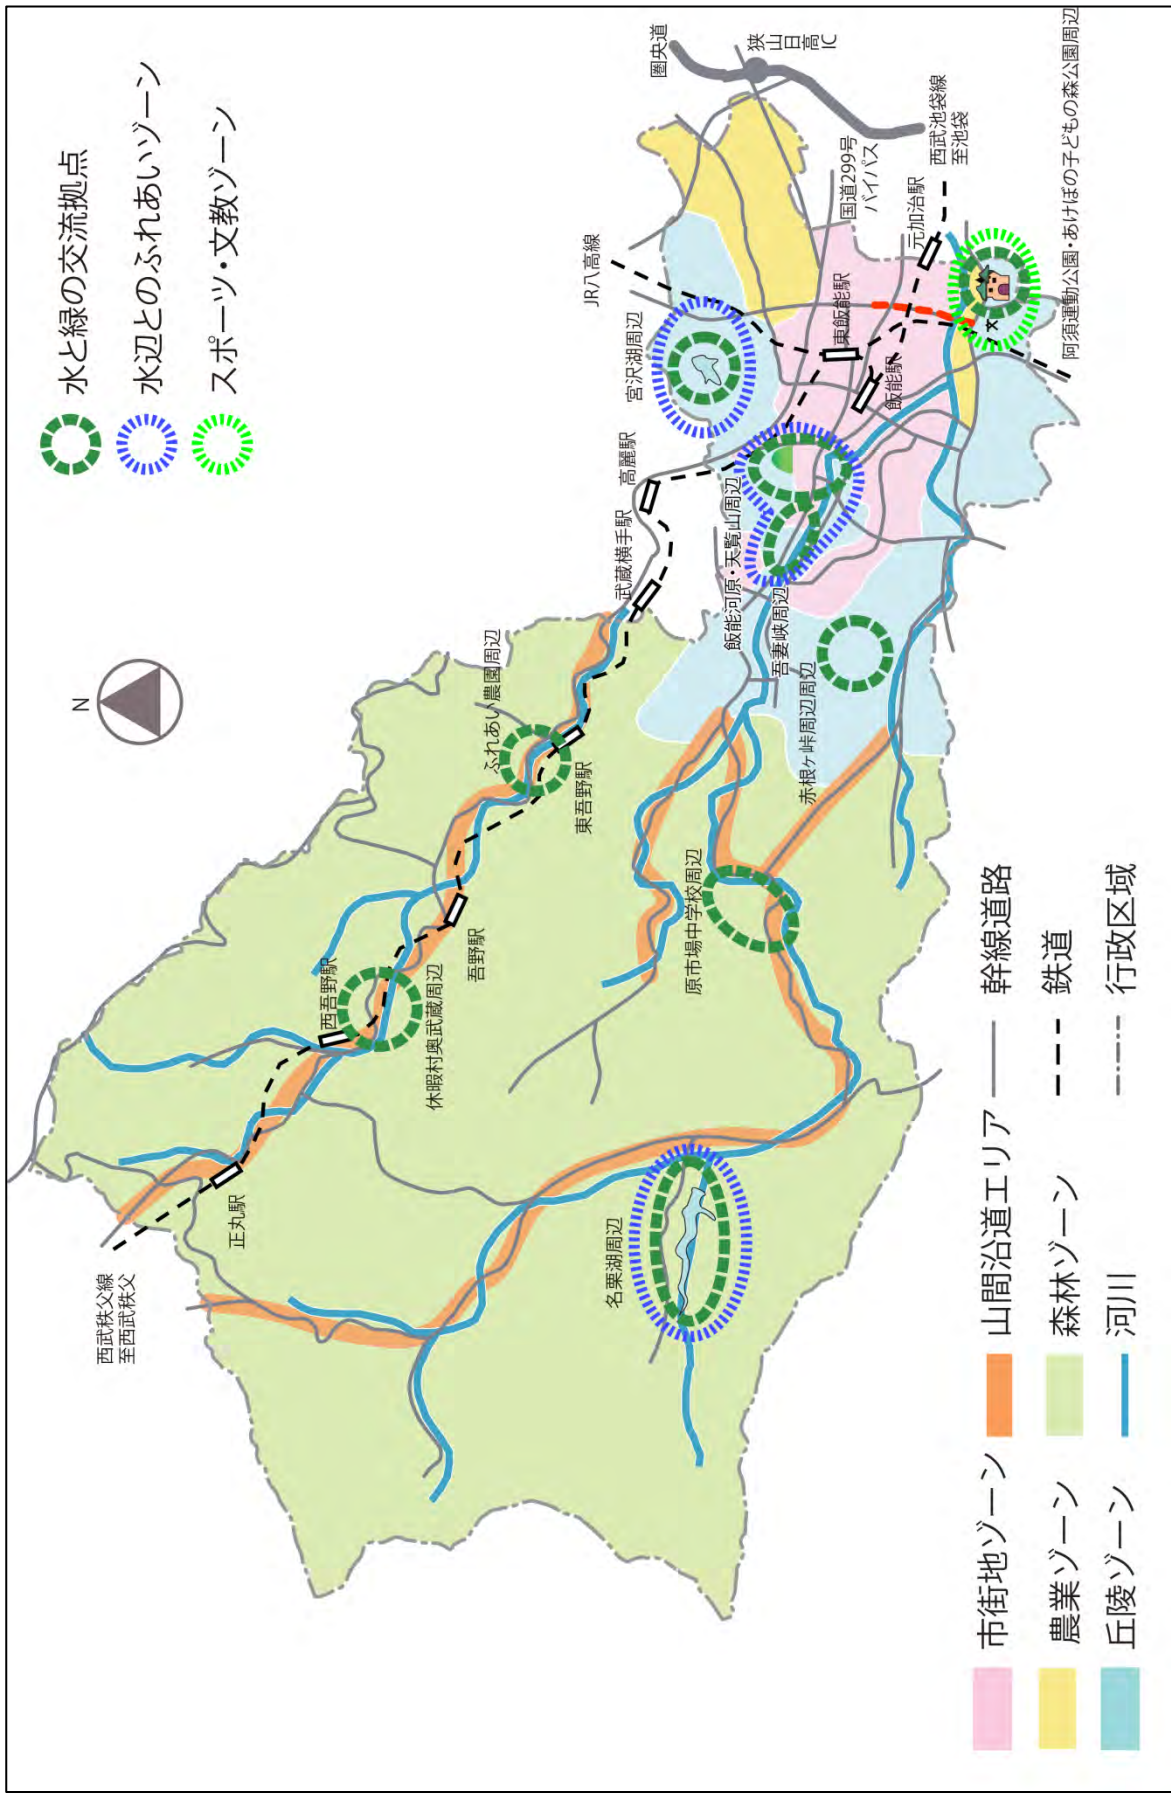 水と緑の交流拠点
水辺とのふれあいゾーン
スポーツ・文教ゾーン
N
圏央道
狭山日高IC
JR八高線
国道299号
バイパス
元加治駅
西武池袋線
至池袋
阿須運動公園・あけぼの子どもの森公園周辺
宮沢湖周辺
東飯能駅
飯能駅
高麗駅
武蔵横手駅
飯能河原・天覧山周辺
吾妻峡周辺
赤根ヶ峠周辺周辺
ふれあい農園周辺
東吾野駅
吾野駅
原市場中学校周辺
西吾野駅
休暇村奥武蔵周辺
正丸駅
西武秩父線
至西武秩父
名栗湖周辺
市街地ゾーン
山間沿道エリア
幹線道路
農業ゾーン
森林ゾーン
鉄道
丘陵ゾーン
河川
行政区域